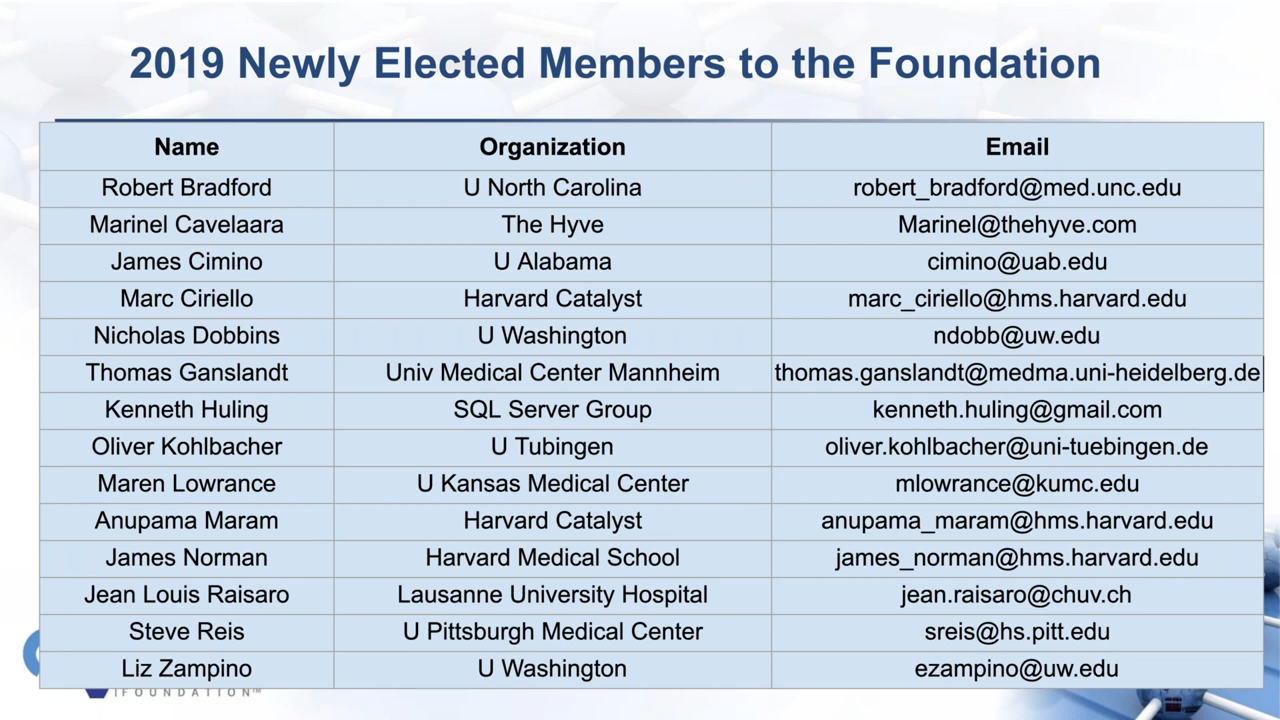 2019 Newly Elected Members to the Foundation
Name Organization Email
Robert Bradford U North Carolina robert_bradford@med.unc.edu
Marinel Cavelaara The Hyve Marinel@thehyve.com
James Cimino U Alabama cimino@uab.edu
Marc Ciriello Harvard Catalyst marc_ciriello@hms.harvard.edu
Nicholas Dobbins U Washington ndobb@uw.edu
Thomas Ganslandt Univ Medical Center Mannheim thomas.ganslandt@medma.uni-heidelberg.de
Kenneth Huling SQL Server Group kenneth.huling@gmail.com
Oliver Kohlbacher U Tubingen oliver.kohlbacher@uni-tuebingen.de
Maren Lowrance U Kansas Medical Center mlowrance@kumc.edu
Anupama Maram Harvard Catalyst anupama_maram@hms.harvard.edu
James Norman Harvard Medical School james_norman@hms.harvard.edu
Jean Louis Raisaro Lausanne University Hospital jean.raisaro@chuv.ch
Steve Reis U Pittsburgh Medical Center sreis@hs.pitt.edu
Liz Zampino U Washington ezampino@uw.edu
FOUNDATION™